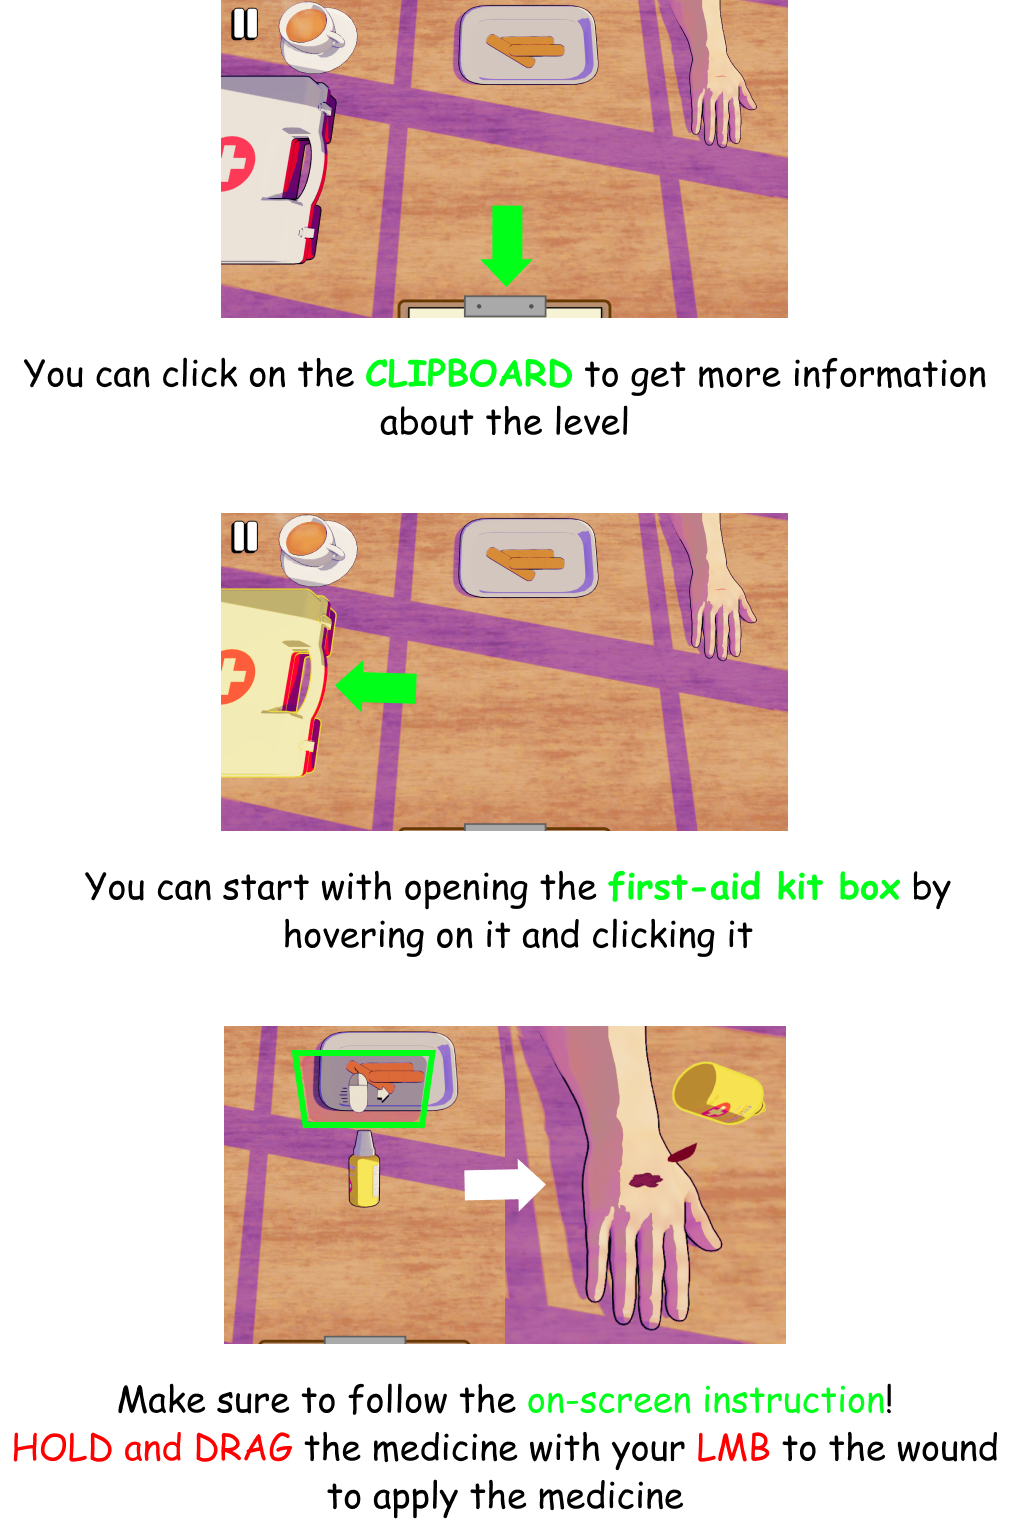 You can click on the CLIPBOARD to get more information
about the level
You can start with opening the first-aid kit box by
hovering on it and clicking it
Make sure to follow the on-screen instruction!
HOLD and DRAG the medicine with your LMB to the wound
to apply the medicine